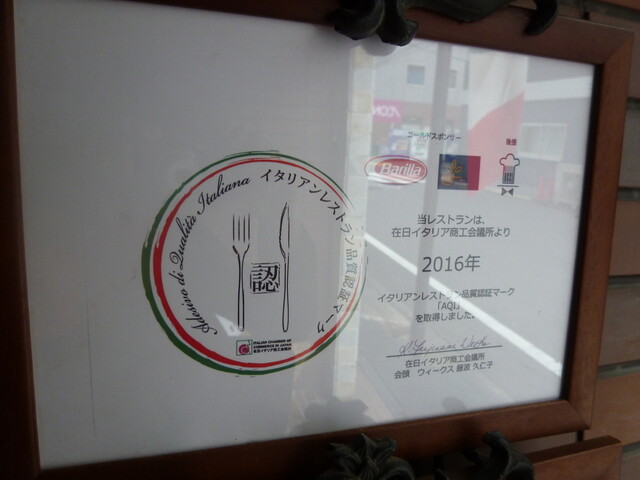 Adesivo di Qualità Italiana
イタリアンレストラン品質認証マーク
認
ITALIAN CHAMBER OF
COMMERCE IN JAPAN
在日イタリア商工会議所
ゴールドスポンサー
後援
Barilla
当レストランは、
在日イタリア商工会議所より
2016年
イタリアンレストラン品質認証マーク
「AQI」
を取得しました。
在日イタリア商工会議所
会頭 ウィークス 藤波 久仁子